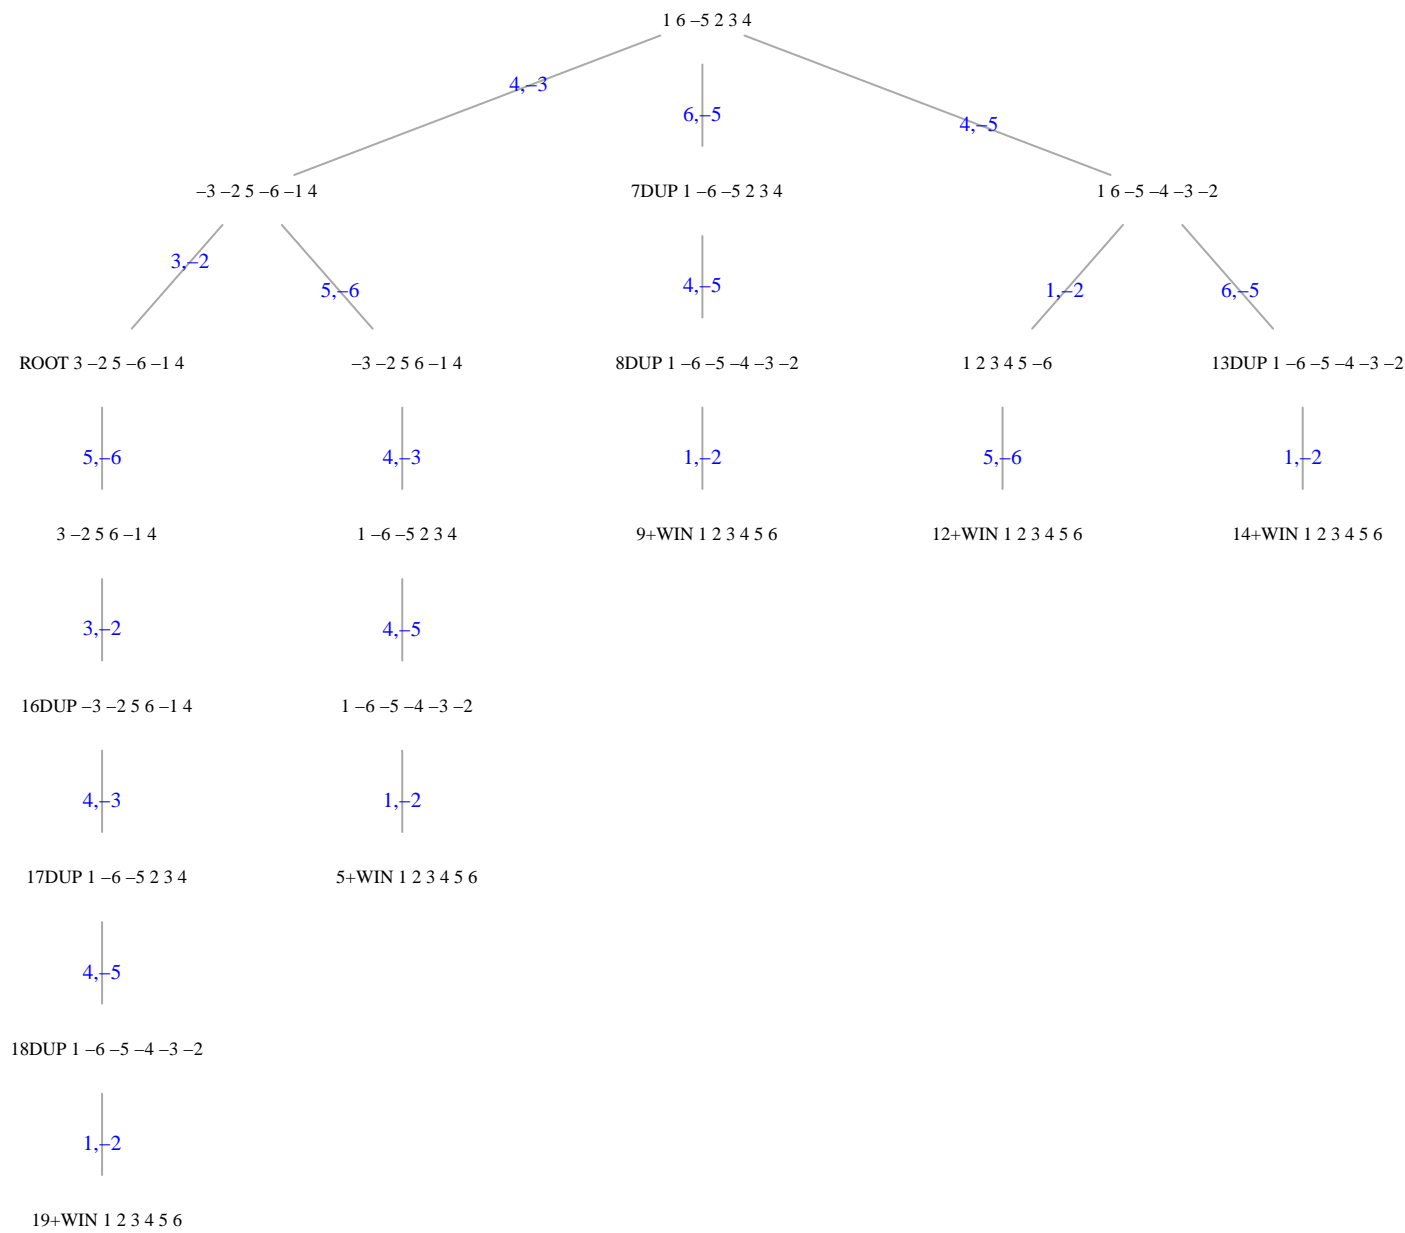 1 6 –5 2 3 4
4,–3
6,–5
4,–5
–3 –2 5 –6 –1 4
7DUP 1 –6 –5 2 3 4
1 6 –5 –4 –3 –2
3,–2
5,–6
4,–5
1,–2
6,–5
ROOT 3 –2 5 –6 –1 4
–3 –2 5 6 –1 4
8DUP 1 –6 –5 –4 –3 –2
1 2 3 4 5 –6
13DUP 1 –6 –5 –4 –3 –2
5,–6
4,–3
1,–2
5,–6
1,–2
3 –2 5 6 –1 4
1 –6 –5 2 3 4
9+WIN 1 2 3 4 5 6
12+WIN 1 2 3 4 5 6
14+WIN 1 2 3 4 5 6
3,–2
4,–5
16DUP –3 –2 5 6 –1 4
1 –6 –5 –4 –3 –2
4,–3
1,–2
17DUP 1 –6 –5 2 3 4
5+WIN 1 2 3 4 5 6
4,–5
18DUP 1 –6 –5 –4 –3 –2
1,–2
19+WIN 1 2 3 4 5 6